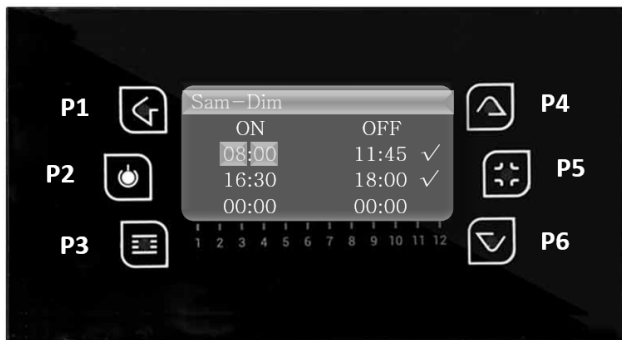 Sam-Dim
P1
P4
ON OFF
08:00 11:45 ✓
P2
P5
16:30 18:00 ✓
00:00 00:00
P3
1 2 3 4 5 6 7 8 9 10 11 12
P6